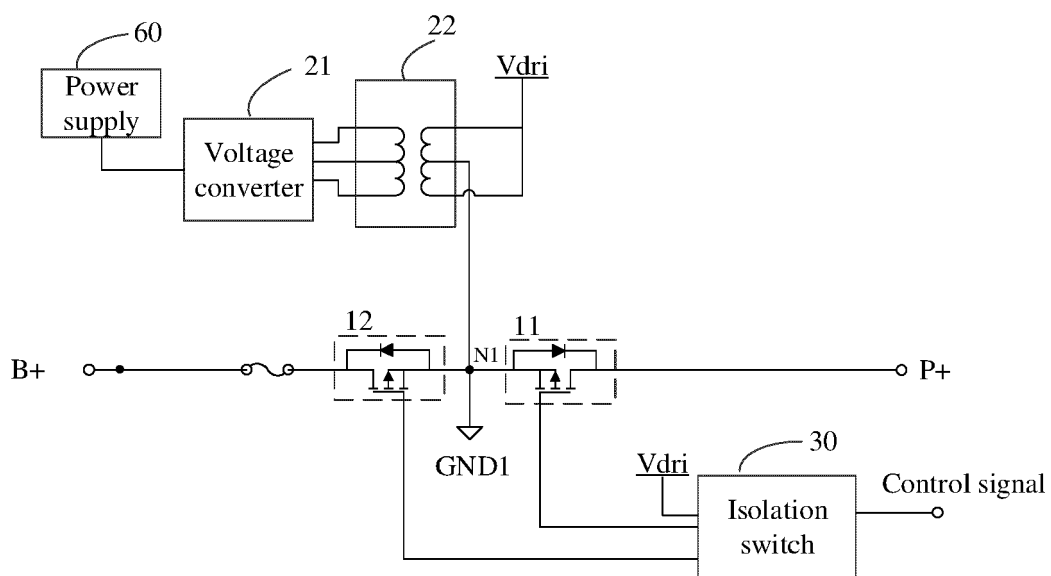 60
Power
supply
21
Voltage
converter
22
Vdri
12
11
N1
B+
P+
GND1
Vdri
30
Isolation
switch
Control signal